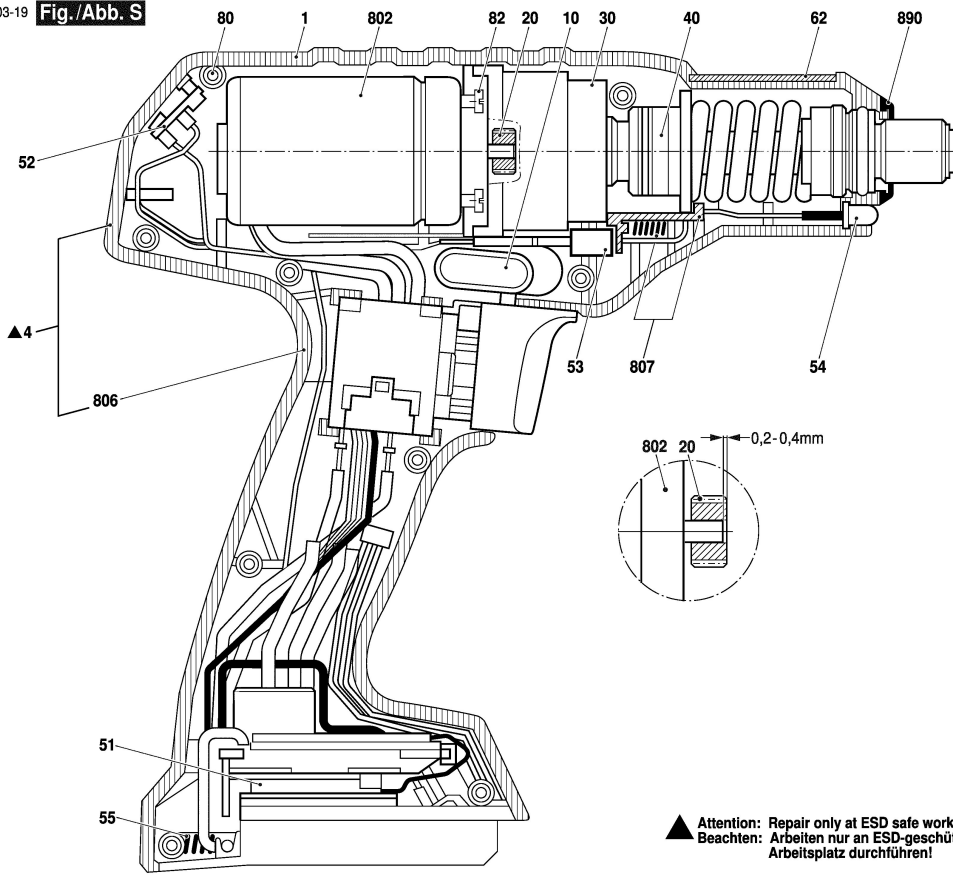 03-19 Fig./Abb. S
80 1 802 82 20 10 30 40 62 890
52
▲4
806
53 807 54
0,2-0,4mm
802 20
51
55
▲ Attention: Repair only at ESD safe work
Beachten: Arbeiten nur an ESD-geschüt
Arbeitsplatz durchführen!